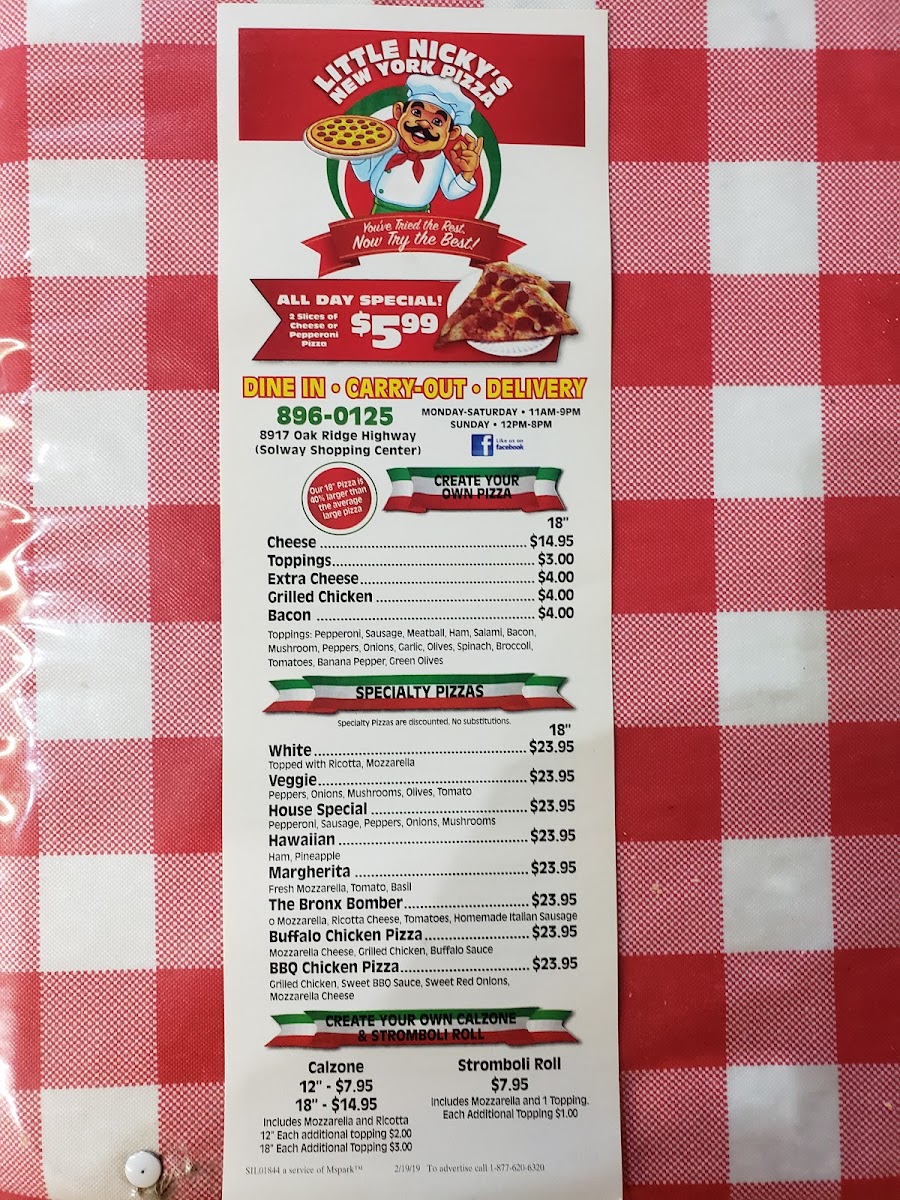 LITTLE NICKY'S
NEW YORK PIZZA
You've Tried the Rest,
Now Try the Best!
ALL DAY SPECIAL!
2 Slices of
Cheese or
Pepperoni
Pizza
$5.99
DINE IN • CARRY-OUT • DELIVERY
896-0125
8917 Oak Ridge Highway
(Solway Shopping Center)
MONDAY-SATURDAY • 11AM-9PM
SUNDAY • 12PM-8PM
f Like us on
facebook
Our 18" Pizza is
40% larger than
the average
large pizza
CREATE YOUR
OWN PIZZA
18"
Cheese ........ $14.95
Toppings........ $3.00
Extra Cheese........ $4.00
Grilled Chicken ........ $4.00
Bacon ........ $4.00
Toppings: Pepperoni, Sausage, Meatball, Ham, Salami, Bacon,
Mushroom, Peppers, Onions, Garlic, Olives, Spinach, Broccoli,
Tomatoes, Banana Pepper, Green Olives
SPECIALTY PIZZAS
Specialty Pizzas are discounted, No substitutions.
18"
White ........ $23.95
Topped with Ricotta, Mozzarella
Veggie........ $23.95
Peppers, Onions, Mushrooms, Olives, Tomato
House Special ........ $23.95
Pepperoni, Sausage, Peppers, Onions, Mushrooms
Hawaiian ........ $23.95
Ham, Pineapple
Margherita ........ $23.95
Fresh Mozzarella, Tomato, Basil
The Bronx Bomber........ $23.95
o Mozzarella, Ricotta Cheese, Tomatoes, Homemade Italian Sausage
Buffalo Chicken Pizza........ $23.95
Mozzarella Cheese, Grilled Chicken, Buffalo Sauce
BBQ Chicken Pizza........ $23.95
Grilled Chicken, Sweet BBQ Sauce, Sweet Red Onions,
Mozzarella Cheese
CREATE YOUR OWN CALZONE
& STROMBOLI ROLL
Calzone
12" - $7.95
18" - $14.95
Includes Mozzarella and Ricotta
12" Each additional topping $2.00
18" Each Additional Topping $3.00
Stromboli Roll
$7.95
Includes Mozzarella and 1 Topping.
Each Additional Topping $1.00
SIL01844 a service of Mspark™ 2/19/19 To advertise call 1-877-620-6320